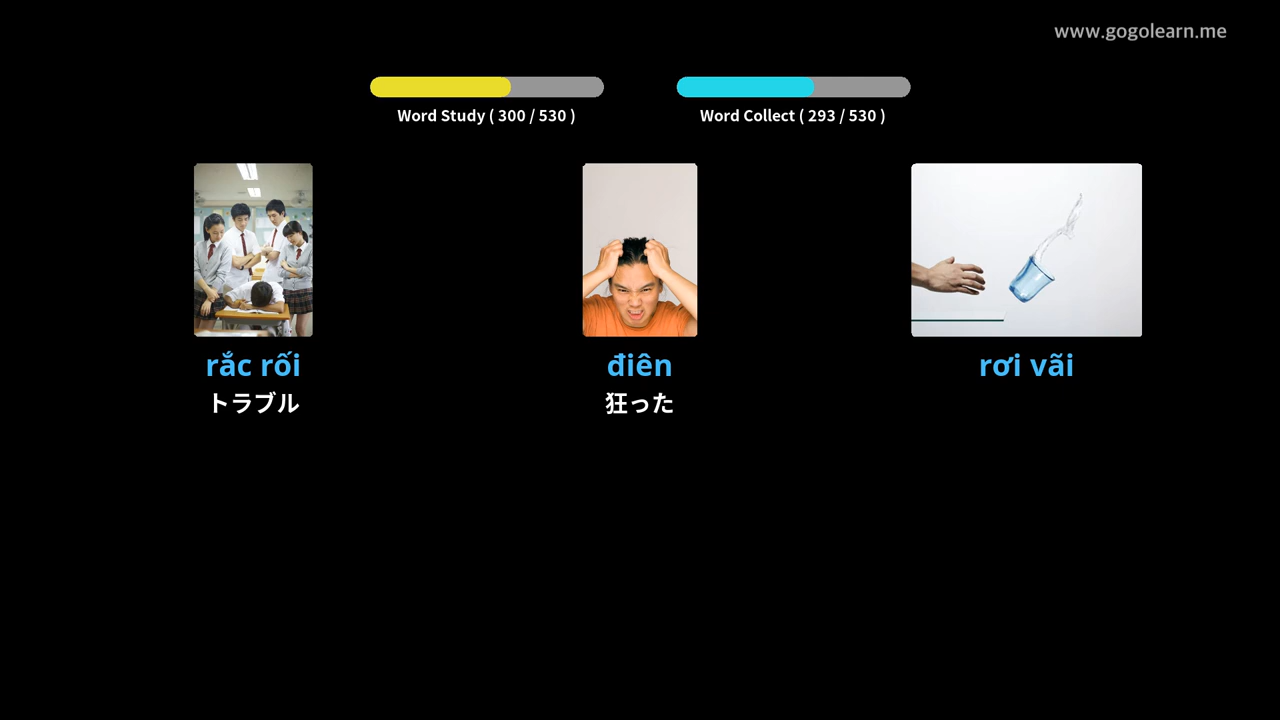 www.gogolearn.me
Word Study ( 300 / 530 )
Word Collect ( 293 / 530 )
rắc rối
điên
rơi vãi
トラブル
狂った